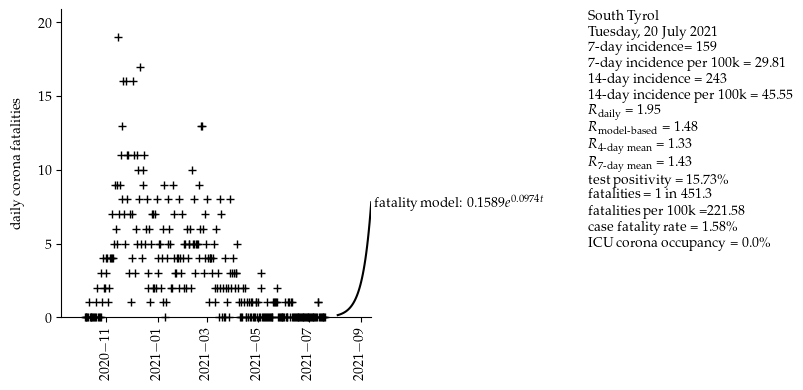 20
15
10
5
0
daily corona fatalities
2020−11
2021−01
2021−03
2021−05
2021−07
2021−09
fatality model: 0.1589e^0.0974t
South Tyrol
Tuesday, 20 July 2021
7-day incidence= 159
7-day incidence per 100k = 29.81
14-day incidence = 243
14-day incidence per 100k = 45.55
R_daily = 1.95
R_model-based = 1.48
R_4-day mean = 1.33
R_7-day mean = 1.43
test positivity = 15.73%
fatalities = 1 in 451.3
fatalities per 100k =221.58
case fatality rate = 1.58%
ICU corona occupancy = 0.0%